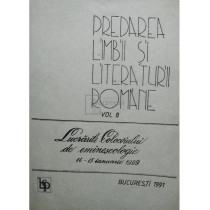 PREDAREA
LIMBII ȘI
LITERATURII
ROMÂNE
VOL II
Lucrările Colocviului
de eminescologie
14-15 ianuarie 1989
BUCUREȘTI 1991